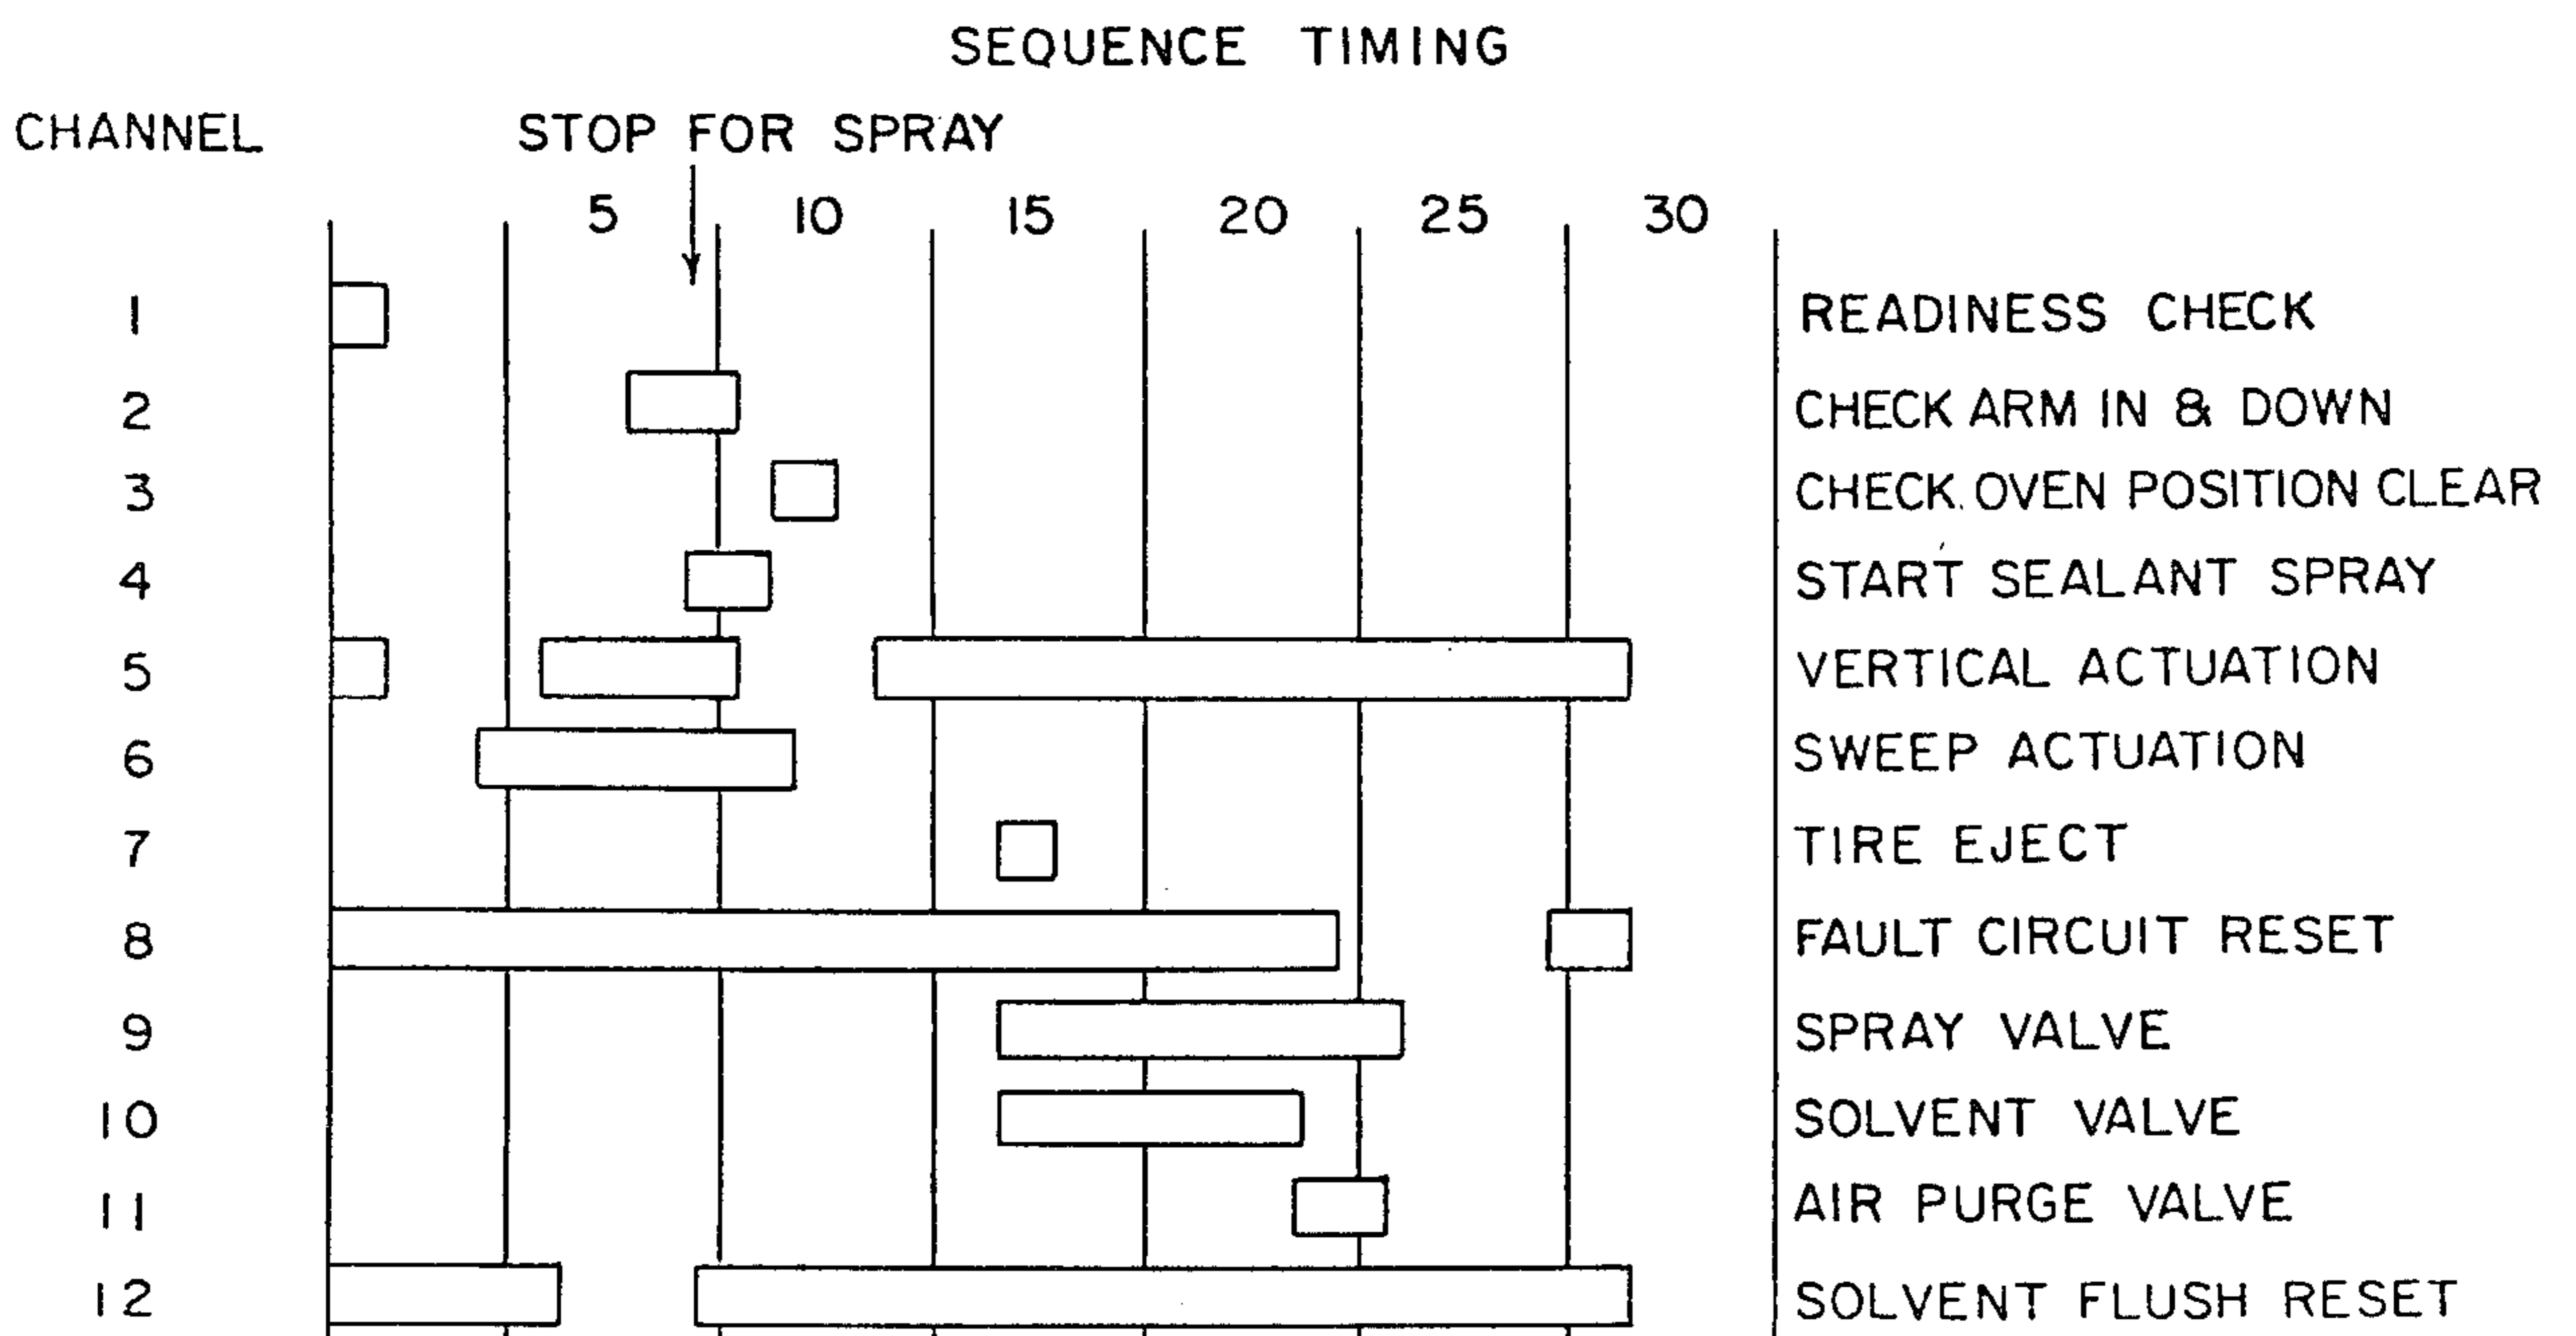 SEQUENCE TIMING
CHANNEL STOP FOR SPRAY
5 10 15 20 25 30
1 READINESS CHECK
2 CHECK ARM IN & DOWN
3 CHECK OVEN POSITION CLEAR
4 START SEALANT SPRAY
5 VERTICAL ACTUATION
6 SWEEP ACTUATION
7 TIRE EJECT
8 FAULT CIRCUIT RESET
9 SPRAY VALVE
10 SOLVENT VALVE
11 AIR PURGE VALVE
12 SOLVENT FLUSH RESET